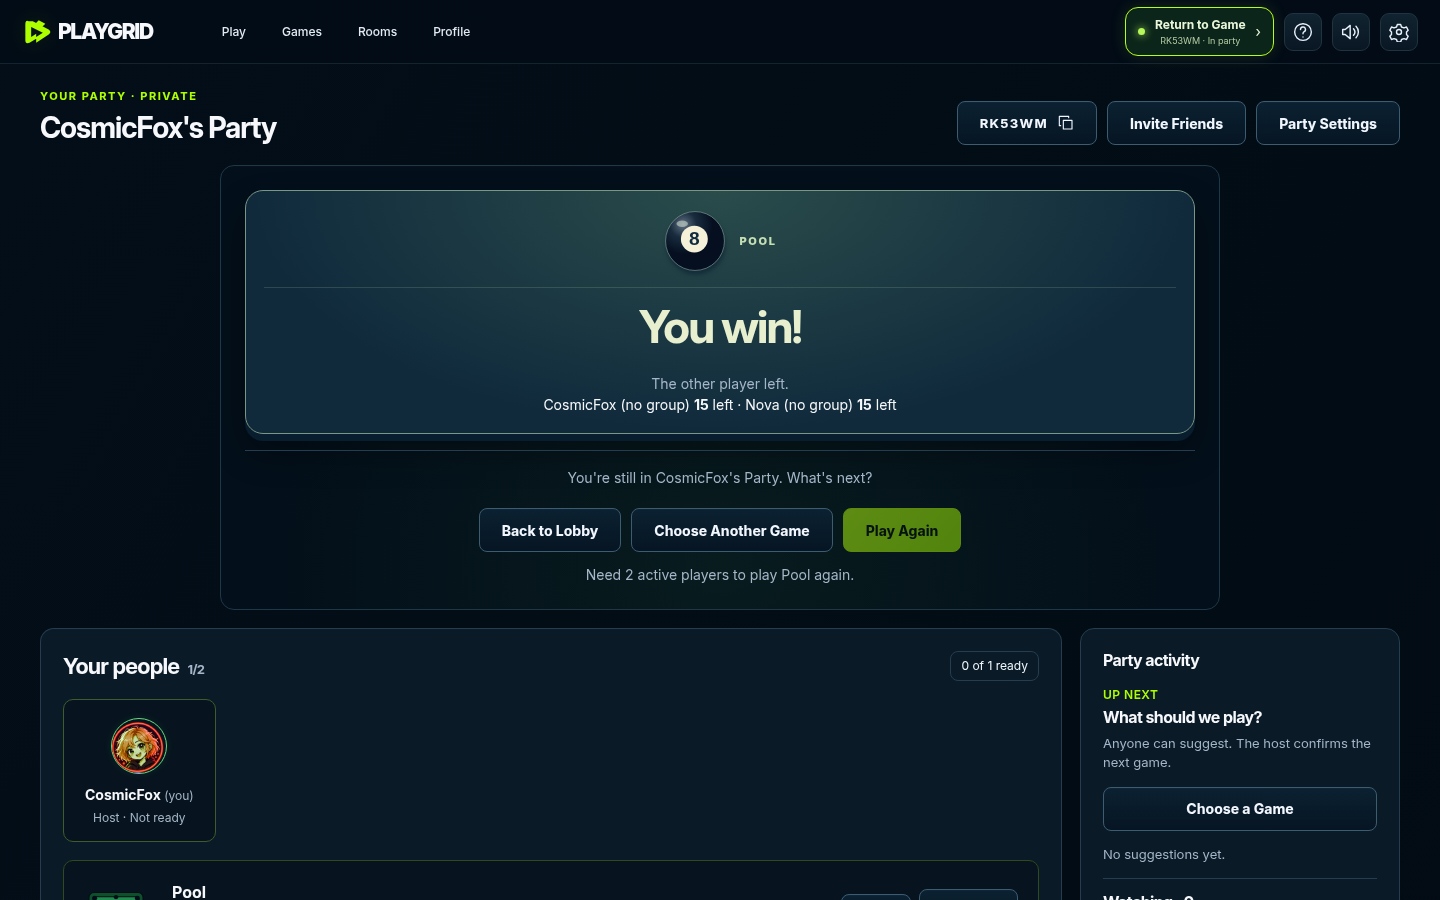 PLAYGRID
Play
Games
Rooms
Profile
Return to Game
RK53WM · In party
YOUR PARTY · PRIVATE
CosmicFox's Party
RK53WM
Invite Friends
Party Settings
8
POOL
You win!
The other player left.
CosmicFox (no group) 15 left · Nova (no group) 15 left
You're still in CosmicFox's Party. What's next?
Back to Lobby
Choose Another Game
Play Again
Need 2 active players to play Pool again.
Your people 1/2
0 of 1 ready
CosmicFox (you)
Host · Not ready
Pool
Party activity
UP NEXT
What should we play?
Anyone can suggest. The host confirms the
next game.
Choose a Game
No suggestions yet.